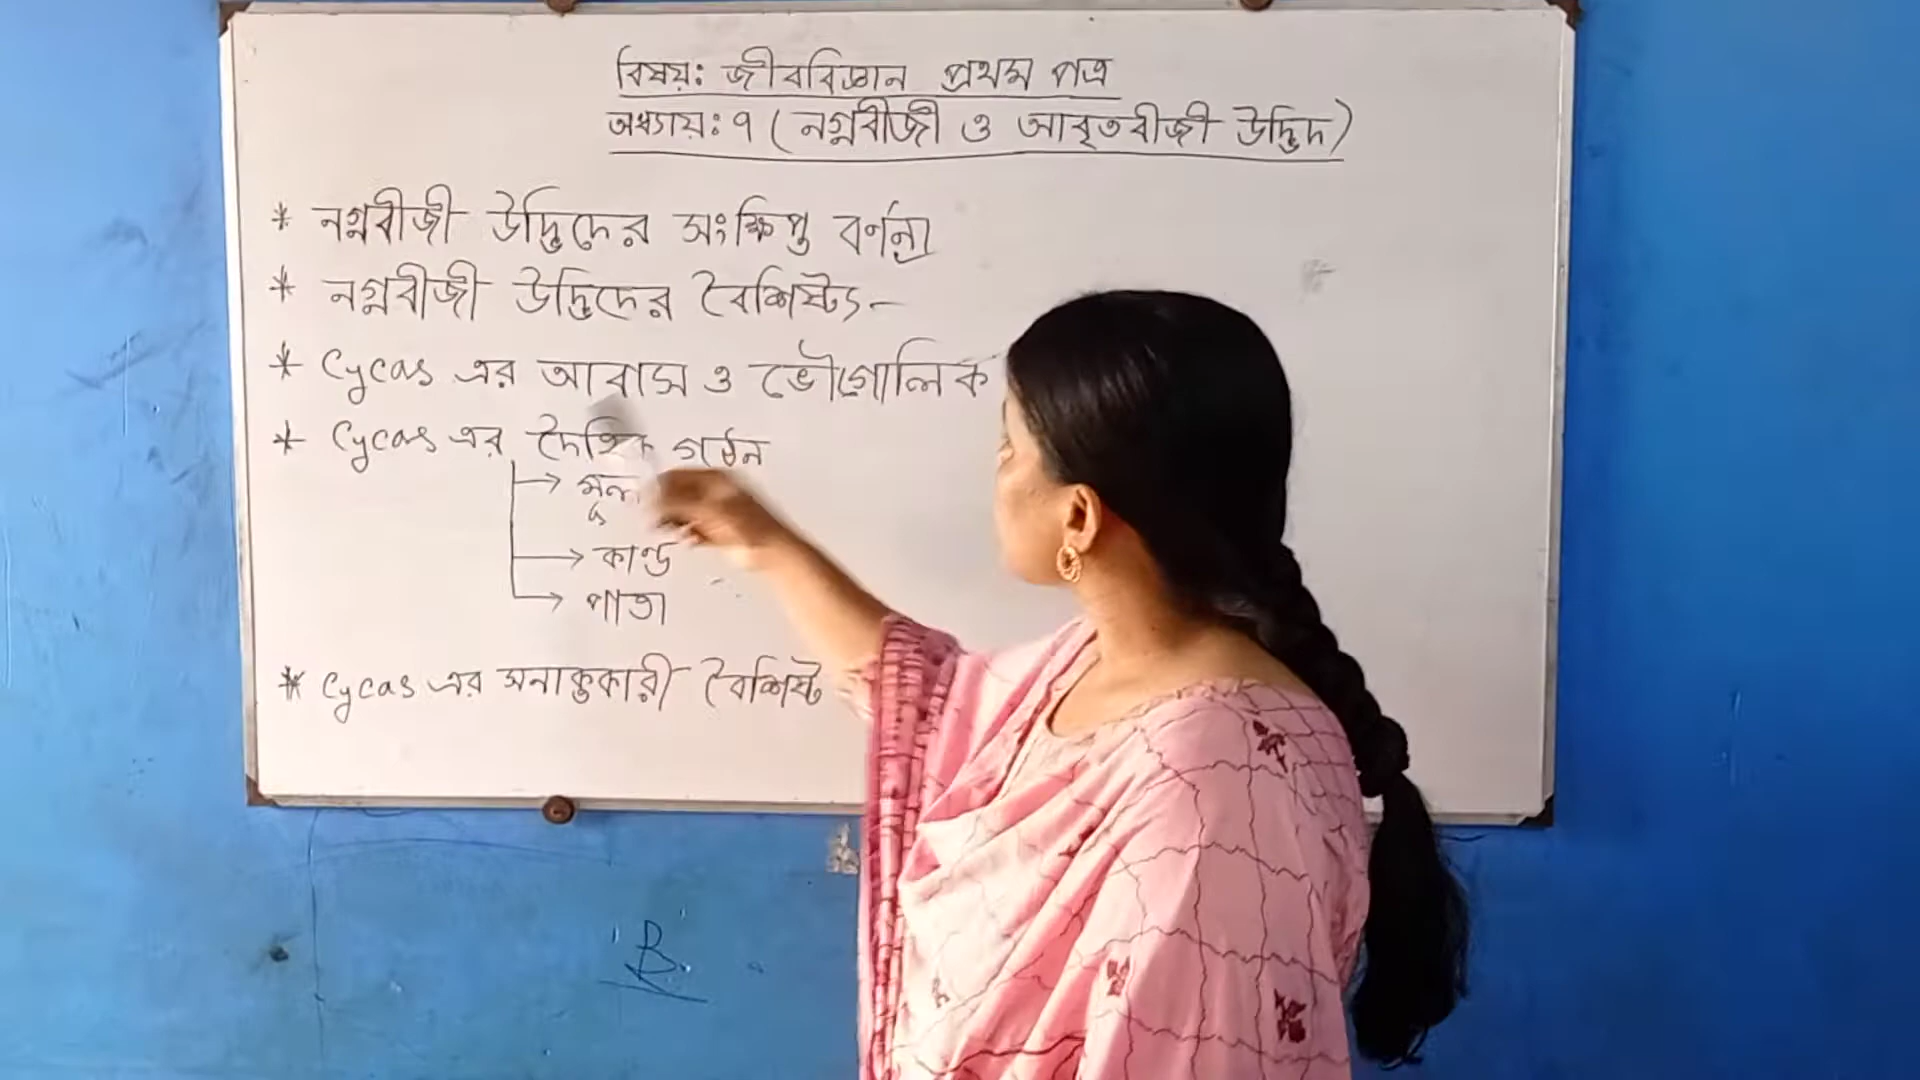 বিষয়: জীববিজ্ঞান প্রথম পত্র
অধ্যায়: ৭ ( নগ্নবীজী ও আবৃতবীজী উদ্ভিদ )
* নগ্নবীজী উদ্ভিদের সংক্ষিপ্ত বর্ণনা
* নগ্নবীজী উদ্ভিদের বৈশিষ্ট্য -
* Cycas এর আবাস ও ভৌগোলিক
* Cycas এর দৈহিক গঠন
→ মূল
→ কাণ্ড
→ পাতা
* Cycas এর সনাক্তকারী বৈশিষ্ট
B